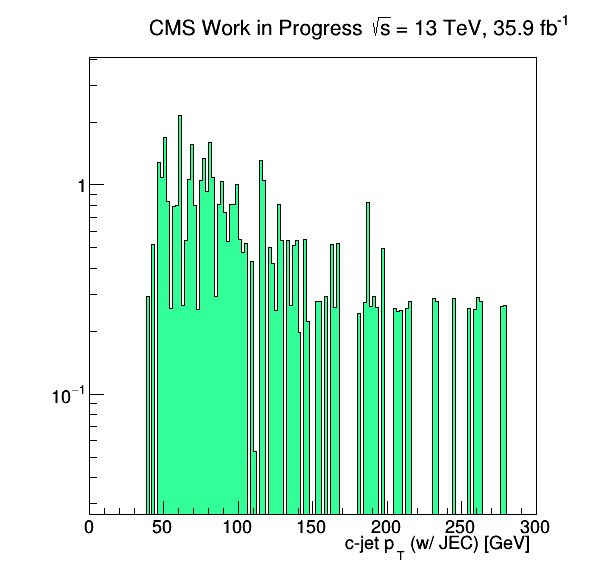 CMS Work in Progress √s = 13 TeV, 35.9 fb⁻¹
1
10⁻¹
0 50 100 150 200 250 300
c-jet p_T (w/ JEC) [GeV]